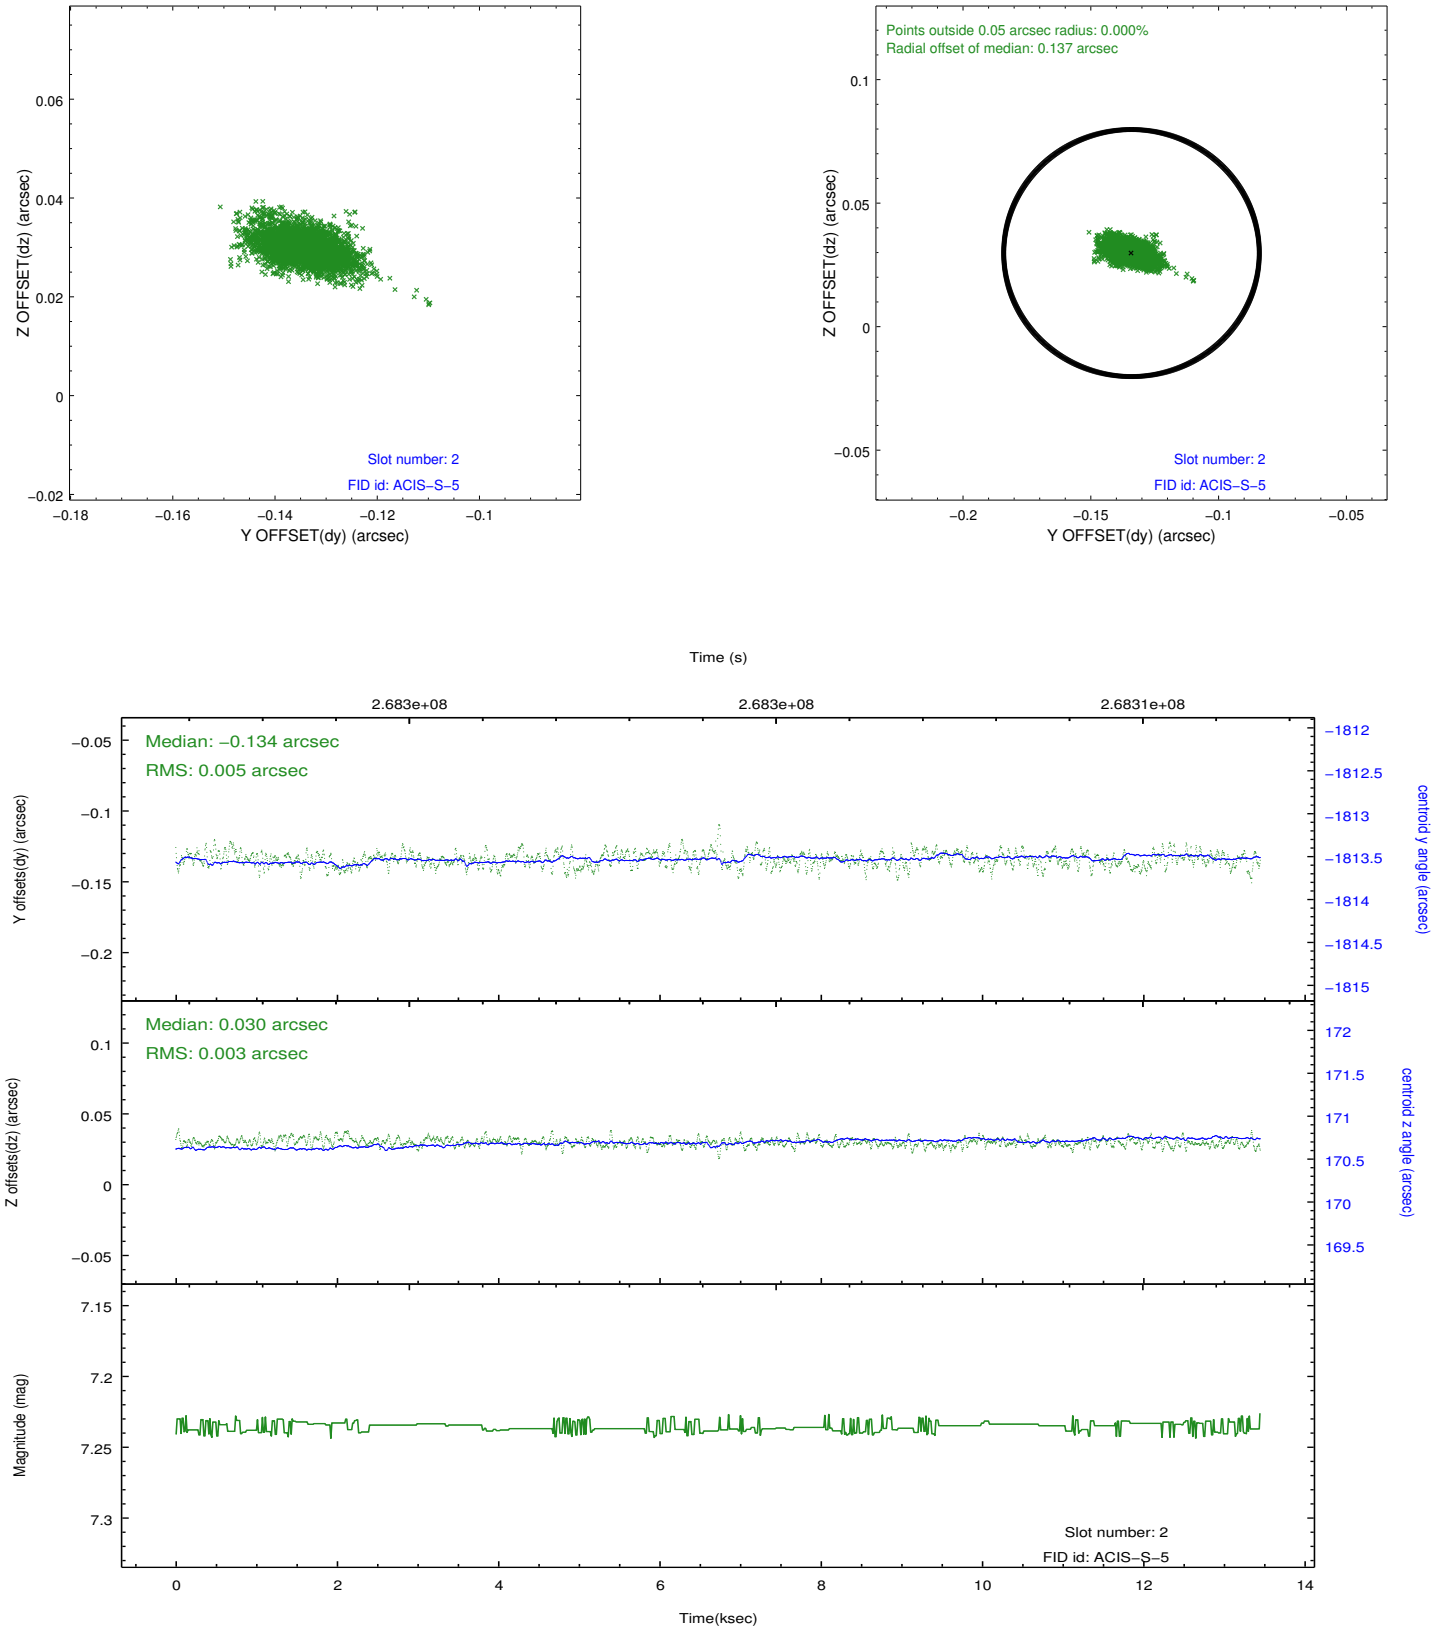 0.06
0.04
0.02
0
−0.02
−0.18
−0.16
−0.14
−0.12
−0.1
Z OFFSET(dz) (arcsec)
Y OFFSET(dy) (arcsec)
Slot number: 2
FID id: ACIS−S−5
Points outside 0.05 arcsec radius: 0.000%
Radial offset of median: 0.137 arcsec
0.1
0.05
0
−0.05
−0.2
−0.15
−0.1
−0.05
Z OFFSET(dz) (arcsec)
Y OFFSET(dy) (arcsec)
Slot number: 2
FID id: ACIS−S−5
Time (s)
2.683e+08
2.683e+08
2.6831e+08
Median: −0.134 arcsec
RMS: 0.005 arcsec
−0.05
−0.1
−0.15
−0.2
Y offsets(dy) (arcsec)
−1812
−1812.5
−1813
−1813.5
−1814
−1814.5
−1815
centroid y angle (arcsec)
Median: 0.030 arcsec
RMS: 0.003 arcsec
0.1
0.05
0
−0.05
Z offsets(dz) (arcsec)
172
171.5
171
170.5
170
169.5
centroid z angle (arcsec)
7.15
7.2
7.25
7.3
Magnitude (mag)
Slot number: 2
FID id: ACIS−S−5
0
2
4
6
8
10
12
14
Time(ksec)